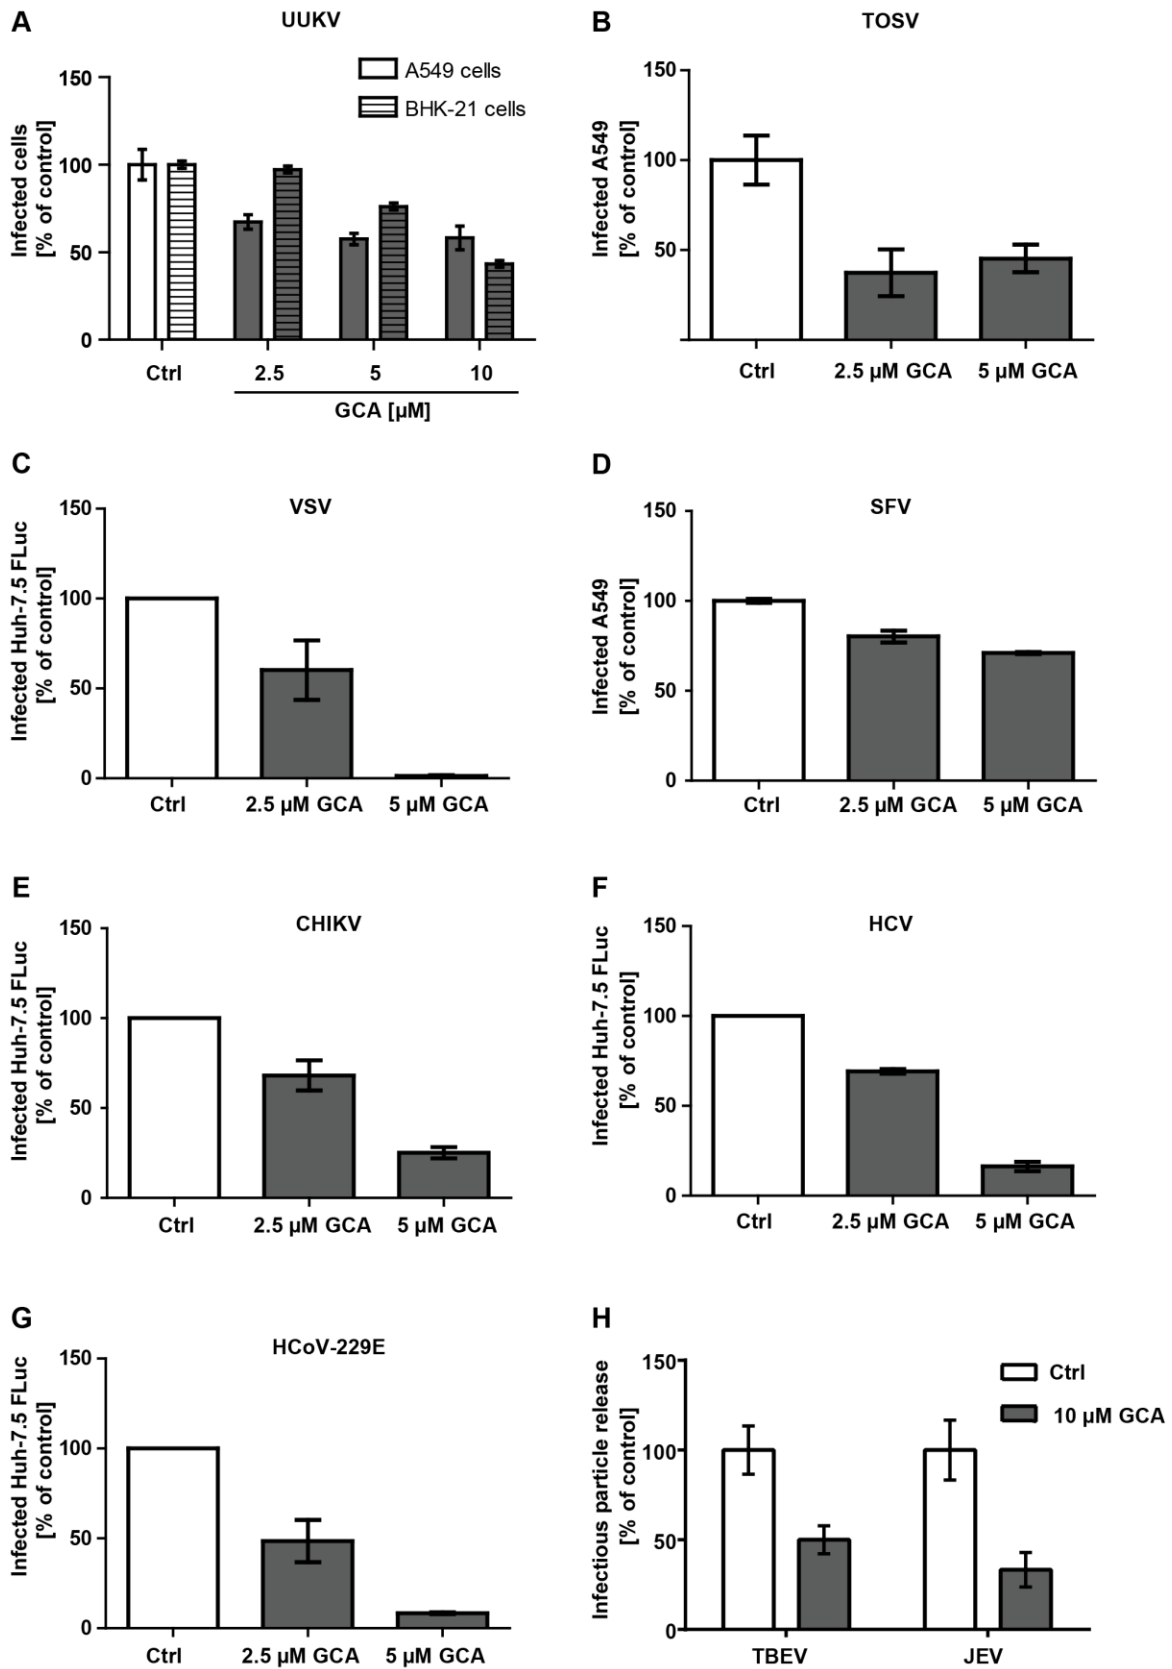 A
UUKV
Infected cells
[% of control]
150
100
50
0
A549 cells
BHK-21 cells
Ctrl
2.5
5
10
GCA [µM]
B
TOSV
Infected A549
[% of control]
150
100
50
Ctrl
2.5 µM GCA
5 µM GCA
C
VSV
Infected Huh-7.5 FLuc
[% of control]
150
100
50
0
Ctrl
2.5 µM GCA
5 µM GCA
D
SFV
Infected A549
[% of control]
150
100
50
0
Ctrl
2.5 µM GCA
5 µM GCA
E
CHIKV
Infected Huh-7.5 FLuc
[% of control]
150
100
50
0
Ctrl
2.5 µM GCA
5 µM GCA
F
HCV
Infected Huh-7.5 FLuc
[% of control]
150
100
50
0
Ctrl
2.5 µM GCA
5 µM GCA
G
HCoV-229E
Infected Huh-7.5 FLuc
[% of control]
150
100
50
0
Ctrl
2.5 µM GCA
5 µM GCA
H
Infectious particle release
[% of control]
150
100
50
0
Ctrl
10 µM GCA
TBEV
JEV